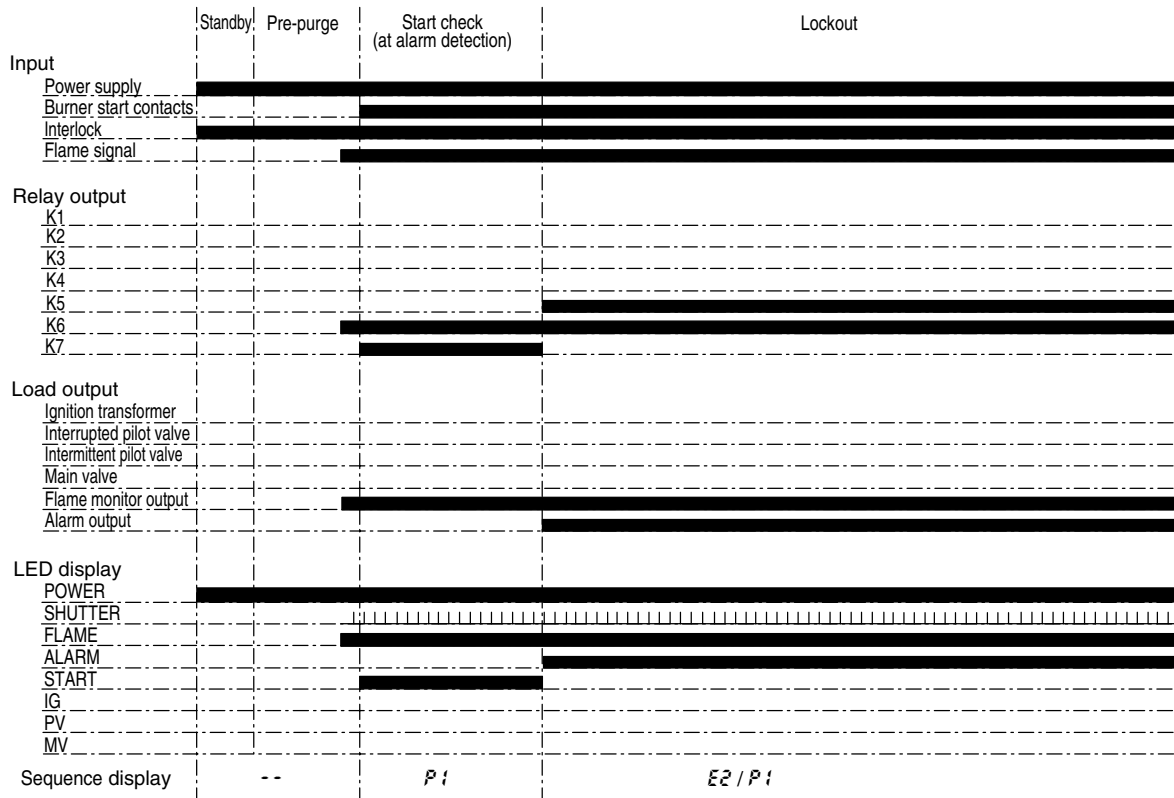 Standby Pre-purge Start check Lockout
(at alarm detection)
Input
Power supply
Burner start contacts
Interlock
Flame signal
Relay output
K1
K2
K3
K4
K5
K6
K7
Load output
Ignition transformer
Interrupted pilot valve
Intermittent pilot valve
Main valve
Flame monitor output
Alarm output
LED display
POWER
SHUTTER
FLAME
ALARM
START
IG
PV
MV
Sequence display -- P1 E2 / P1